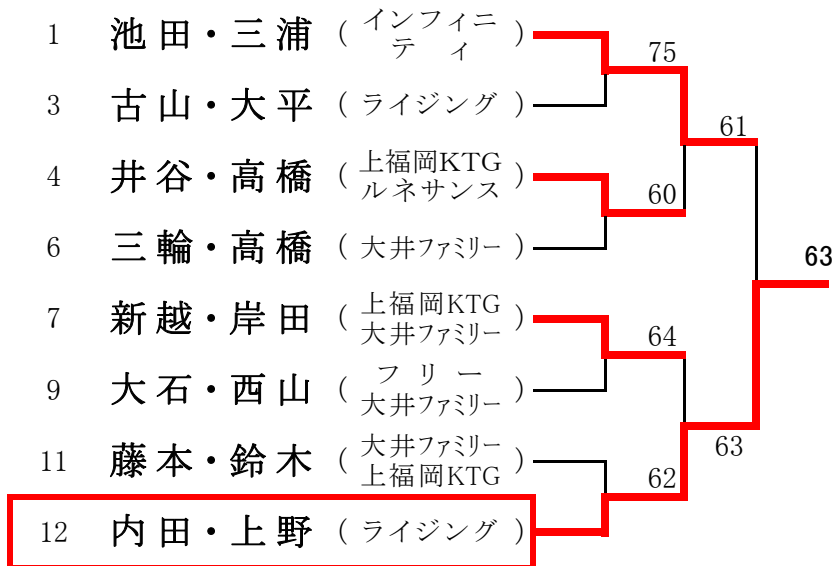 1 池田・三浦 (インフィニティ)
3 古山・大平 (ライジング)
4 井谷・高橋 (上福岡KTG ルネサンス)
6 三輪・高橋 (大井ファミリー)
7 新越・岸田 (上福岡KTG 大井ファミリー)
9 大石・西山 (フリー 大井ファミリー)
11 藤本・鈴木 (大井ファミリー 上福岡KTG)
12 内田・上野 (ライジング)
75
60
64
62
61
63
63